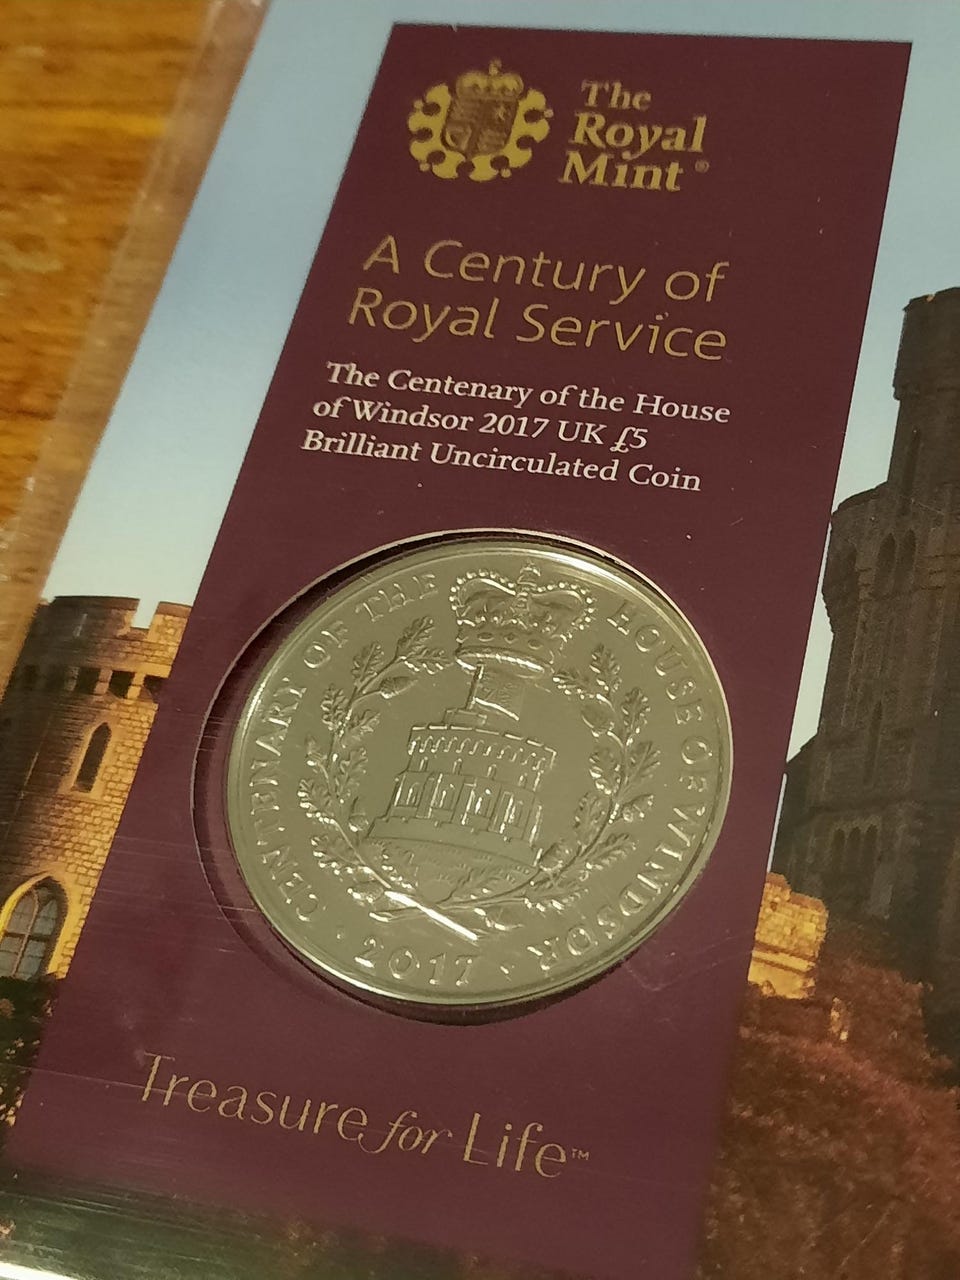 The
Royal
Mint®
A Century of
Royal Service
The Centenary of the House
of Windsor 2017 UK £5
Brilliant Uncirculated Coin
CENTENARY OF THE HOUSE OF WINDSOR
· 2017 ·
Treasure for Life™